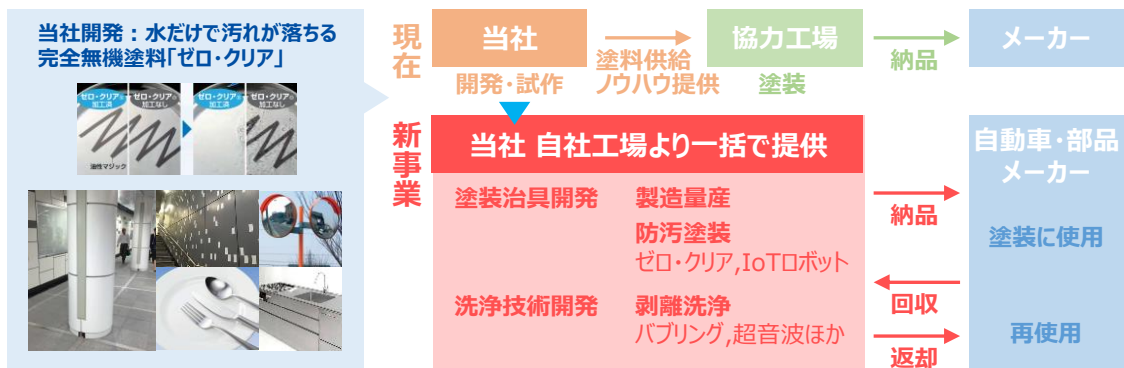 当社開発：水だけで汚れが落ちる
完全無機塗料「ゼロ・クリア」
ゼロ・クリア®
加工済
ゼロ・クリア®
加工なし
ゼロ・クリア®
加工済
ゼロ・クリア®
加工なし
油性マジック
現在
当社
開発・試作
塗料供給
ノウハウ提供
協力工場
塗装
納品
メーカー
新事業
当社 自社工場より一括で提供
塗装治具開発
製造量産
防汚塗装
ゼロ・クリア,IoTロボット
洗浄技術開発
剥離洗浄
バブリング,超音波ほか
納品
回収
返却
自動車・部品
メーカー
塗装に使用
再使用